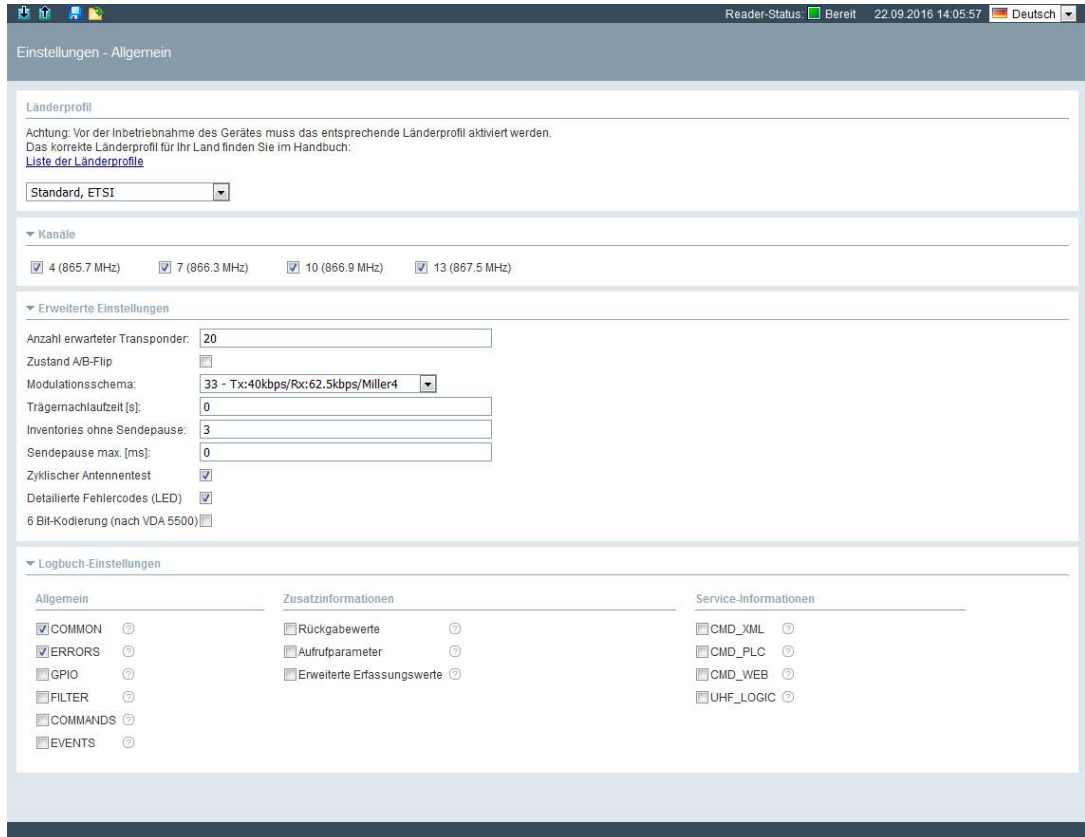 Reader-Status: Bereit 22.09.2016 14:05:57 Deutsch
Einstellungen - Allgemein
Länderprofil
Achtung: Vor der Inbetriebnahme des Gerätes muss das entsprechende Länderprofil aktiviert werden.
Das korrekte Länderprofil für Ihr Land finden Sie im Handbuch:
Liste der Länderprofile
Standard, ETSI
Kanäle
4 (865.7 MHz) 7 (866.3 MHz) 10 (866.9 MHz) 13 (867.5 MHz)
Erweiterte Einstellungen
Anzahl erwarteter Transponder: 20
Zustand A/B-Flip
Modulationsschema: 33 - Tx:40kbps/Rx:62.5kbps/Miller4
Trägernachlaufzeit [s]: 0
Inventories ohne Sendepause: 3
Sendepause max. [ms]: 0
Zyklischer Antennentest
Detailierte Fehlercodes (LED)
6 Bit-Kodierung (nach VDA 5500)
Logbuch-Einstellungen
Allgemein Zusatzinformationen Service-Informationen
COMMON ? Rückgabewerte ? CMD_XML ?
ERRORS ? Aufrufparameter ? CMD_PLC ?
GPIO ? Erweiterte Erfassungswerte ? CMD_WEB ?
FILTER ? UHF_LOGIC ?
COMMANDS ?
EVENTS ?